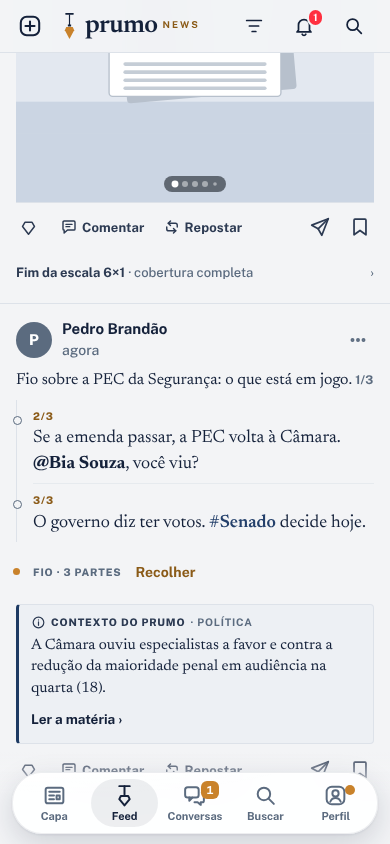 prumo NEWS
1
Comentar
Repostar
Fim da escala 6×1 · cobertura completa ›
P
Pedro Brandão
agora
Fio sobre a PEC da Segurança: o que está em jogo. 1/3
2/3
Se a emenda passar, a PEC volta à Câmara.
@Bia Souza, você viu?
3/3
O governo diz ter votos. #Senado decide hoje.
FIO · 3 PARTES Recolher
CONTEXTO DO PRUMO · POLÍTICA
A Câmara ouviu especialistas a favor e contra a
redução da maioridade penal em audiência na
quarta (18).
Ler a matéria ›
Comentar
Repostar
1
Capa
Feed
Conversas
Buscar
Perfil